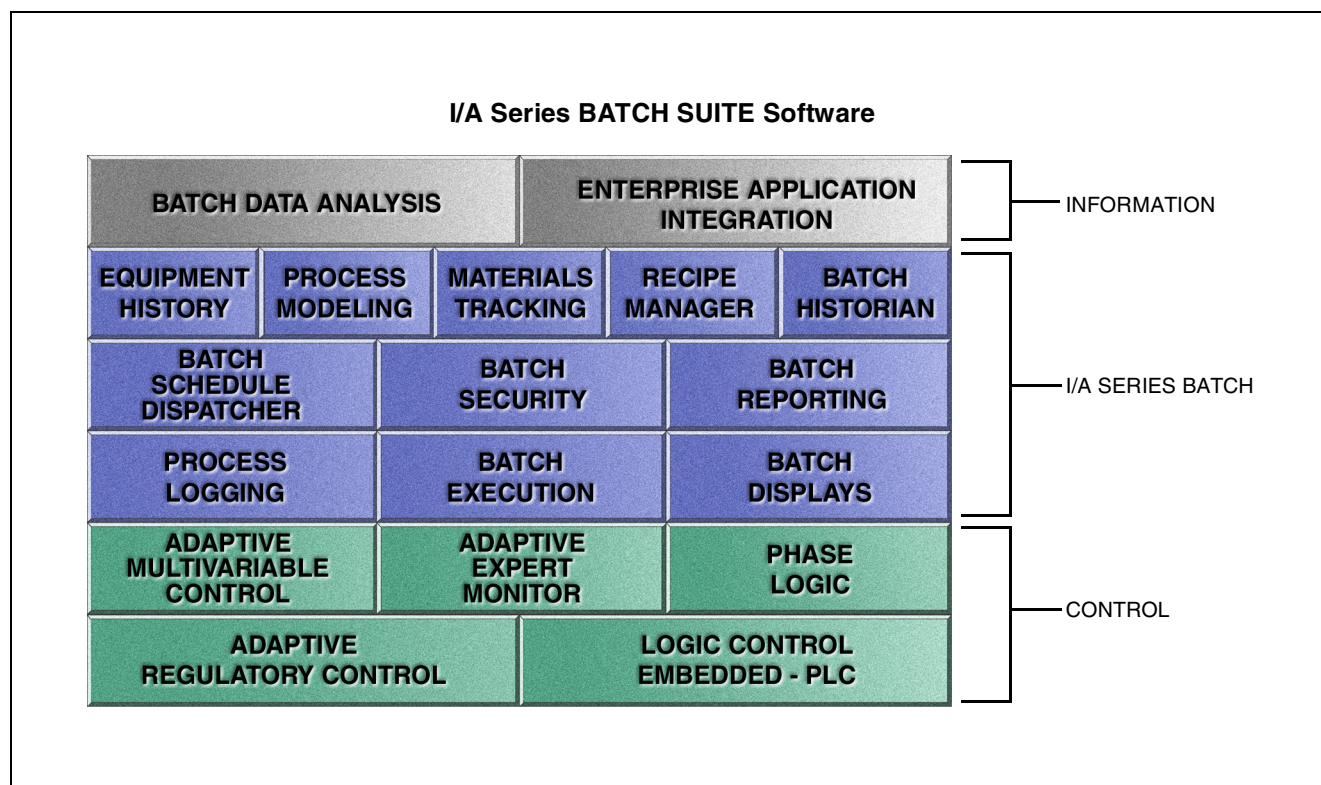 I/A Series BATCH SUITE Software
BATCH DATA ANALYSIS
ENTERPRISE APPLICATION
INTEGRATION
INFORMATION
EQUIPMENT
HISTORY
PROCESS
MODELING
MATERIALS
TRACKING
RECIPE
MANAGER
BATCH
HISTORIAN
BATCH
SCHEDULE
DISPATCHER
BATCH
SECURITY
BATCH
REPORTING
I/A SERIES BATCH
PROCESS
LOGGING
BATCH
EXECUTION
BATCH
DISPLAYS
ADAPTIVE
MULTIVARIABLE
CONTROL
ADAPTIVE
EXPERT
MONITOR
PHASE
LOGIC
CONTROL
ADAPTIVE
REGULATORY CONTROL
LOGIC CONTROL
EMBEDDED - PLC